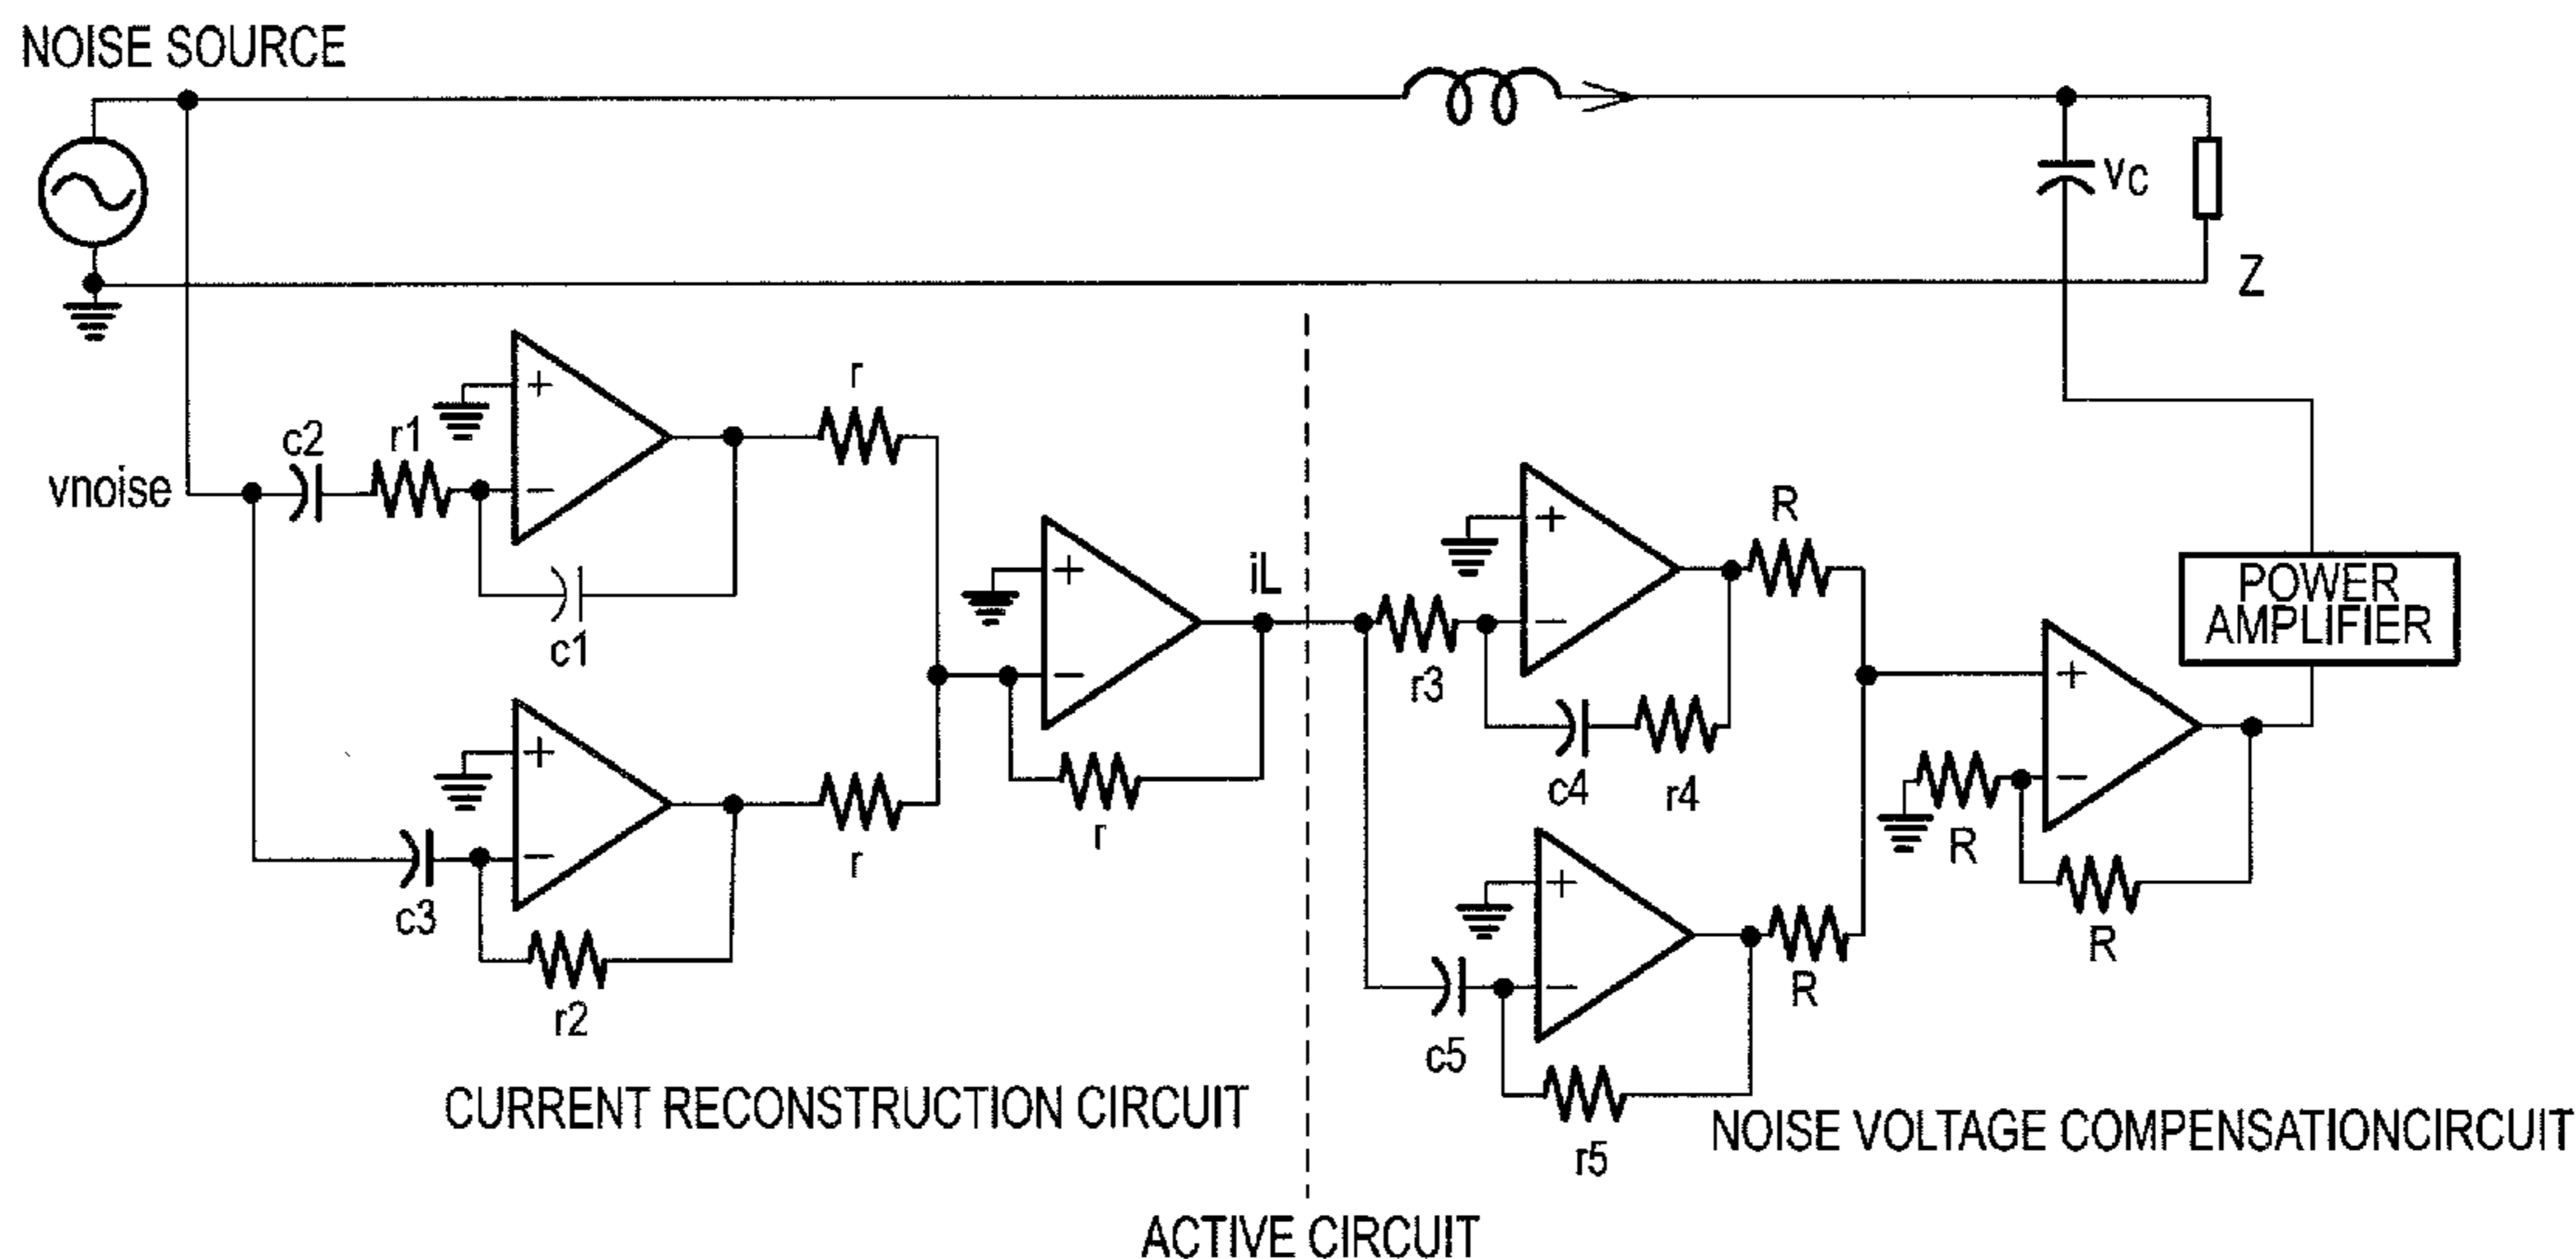 NOISE SOURCE
vC
Z
r
c2
r1
vnoise
R
iL
POWER
AMPLIFIER
c1
r3
c4
r4
r
r
R
c3
R
R
r2
c5
CURRENT RECONSTRUCTION CIRCUIT
NOISE VOLTAGE COMPENSATIONCIRCUIT
r5
ACTIVE CIRCUIT